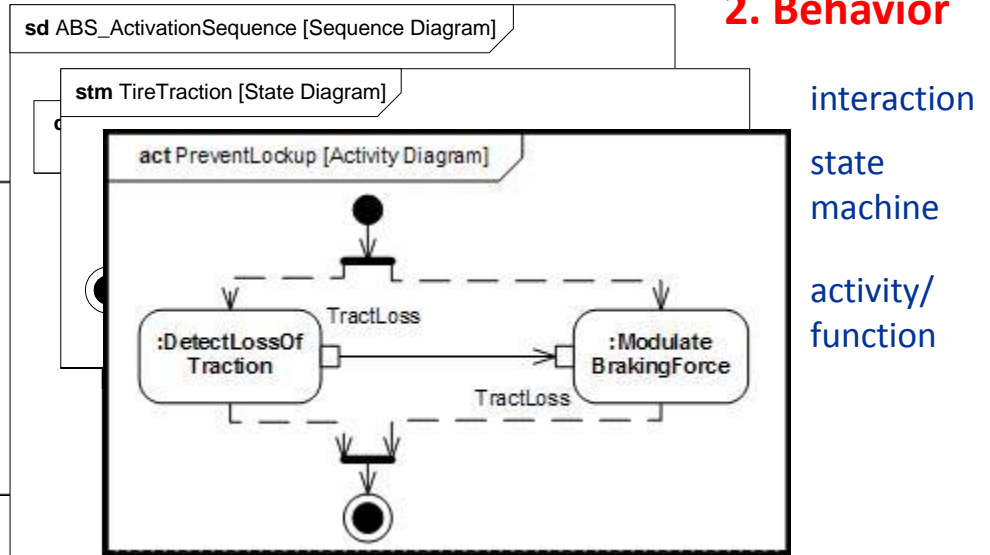 2. Behavior
sd ABS_ActivationSequence [Sequence Diagram]
stm TireTraction [State Diagram]
act PreventLockup [Activity Diagram]
TractLoss
:DetectLossOf
Traction
:Modulate
BrakingForce
TractLoss
interaction
state
machine
activity/
function